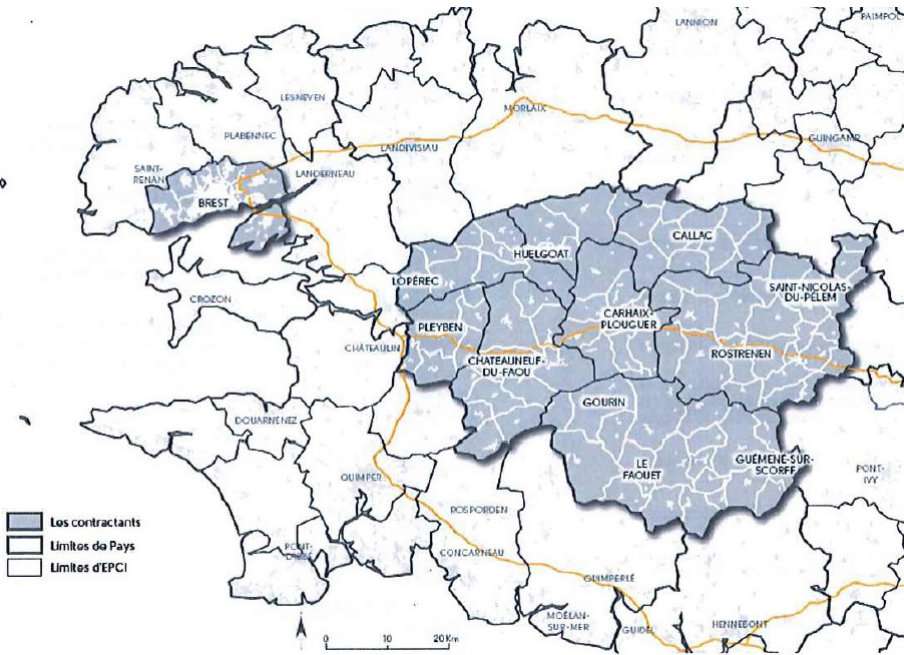 LANNION
PAIMPOL
LESNEVEN
MORLAIX
PLABENNEC
GUINGAMP
LANDIVISIAU
SAINT-
RENAN
LANDERNEAU
BREST
CALLAC
HUELGOAT
LOPÉREC
SAINT-NICOLAS-
DU-PÉLEM
CROZON
CARHAIX-
PLOUGUER
PLEYBEN
CHÂTEAULIN
CHATEAUNEUF-
DU-FAOU
ROSTRENEN
GOURIN
DOUARNENEZ
LE
FAOUET
GUÉMENÉ-SUR-
SCORFF
PONT-
IVY
QUIMPER
ROSPORDEN
Les contractants
Limites de Pays
Limites d'EPCI
PONT-
CONCARNEAU
QUIMPERLÉ
MOËLAN-
SUR-MER
GUIDEL
HENNEBONT
0 10 20 Km